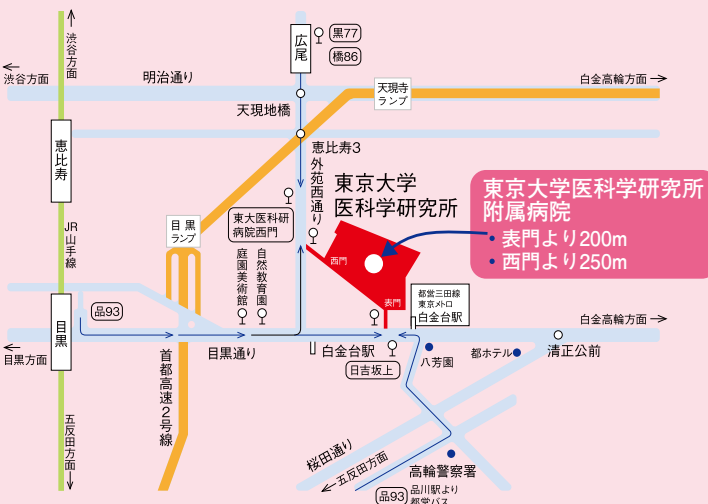 渋谷方面
渋谷方面
明治通り
広尾
黒77
橋86
天現寺
ランプ
白金高輪方面
天現地橋
恵比寿
恵比寿3
外苑西通り
東京大学
医科学研究所
東京大学医科学研究所
附属病院
・表門より200m
・西門より250m
JR山手線
目黒
ランプ
東大医科研
病院西門
庭園美術館
自然教育園
西門
表門
都営三田線
東京メトロ
白金台駅
品93
目黒
目黒方面
目黒通り
白金台駅
日吉坂上
八芳園
都ホテル
清正公前
白金高輪方面
首都高速2号線
五反田方面
桜田通り
五反田方面
高輪警察署
品93
品川駅より
都営バス